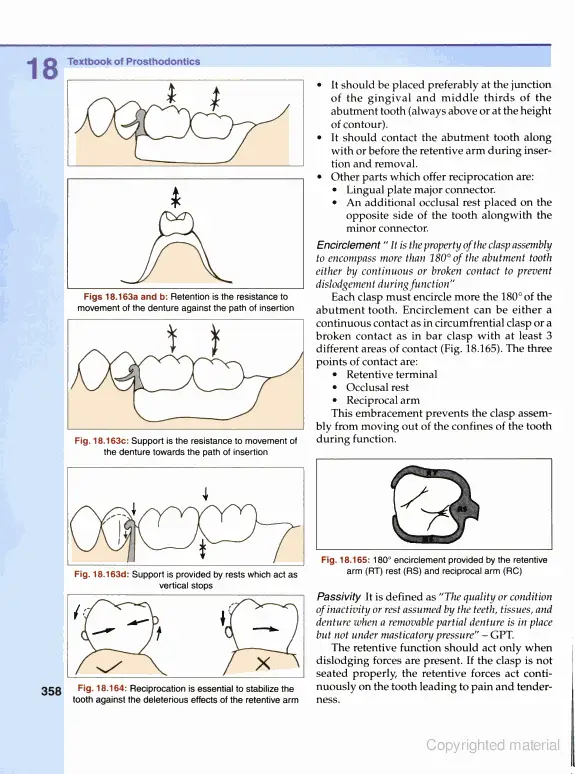 18
Textbook of Prosthodontics
Figs 18.163a and b: Retention is the resistance to
movement of the denture against the path of insertion
Fig. 18.163c: Support is the resistance to movement of
the denture towards the path of insertion
Fig. 18.163d: Support is provided by rests which act as
vertical stops
Fig. 18.164: Reciprocation is essential to stabilize the
tooth against the deleterious effects of the retentive arm
358
• It should be placed preferably at the junction
of the gingival and middle thirds of the
abutment tooth (always above or at the height
of contour).
• It should contact the abutment tooth along
with or before the retentive arm during inser-
tion and removal.
• Other parts which offer reciprocation are:
• Lingual plate major connector.
• An additional occlusal rest placed on the
opposite side of the tooth alongwith the
minor connector.
Encirclement " It is the property of the clasp assembly
to encompass more than 180° of the abutment tooth
either by continuous or broken contact to prevent
dislodgement during function"
Each clasp must encircle more the 180° of the
abutment tooth. Encirclement can be either a
continuous contact as in circumfrential clasp or a
broken contact as in bar clasp with at least 3
different areas of contact (Fig. 18.165). The three
points of contact are:
• Retentive terminal
• Occlusal rest
• Reciprocal arm
This embracement prevents the clasp assem-
bly from moving out of the confines of the tooth
during function.
RS
Fig. 18.165: 180° encirclement provided by the retentive
arm (RT) rest (RS) and reciprocal arm (RC)
Passivity It is defined as "The quality or condition
of inactivity or rest assumed by the teeth, tissues, and
denture when a removable partial denture is in place
but not under masticatory pressure" – GPT.
The retentive function should act only when
dislodging forces are present. If the clasp is not
seated properly, the retentive forces act conti-
nuously on the tooth leading to pain and tender-
ness.
Copyrighted material